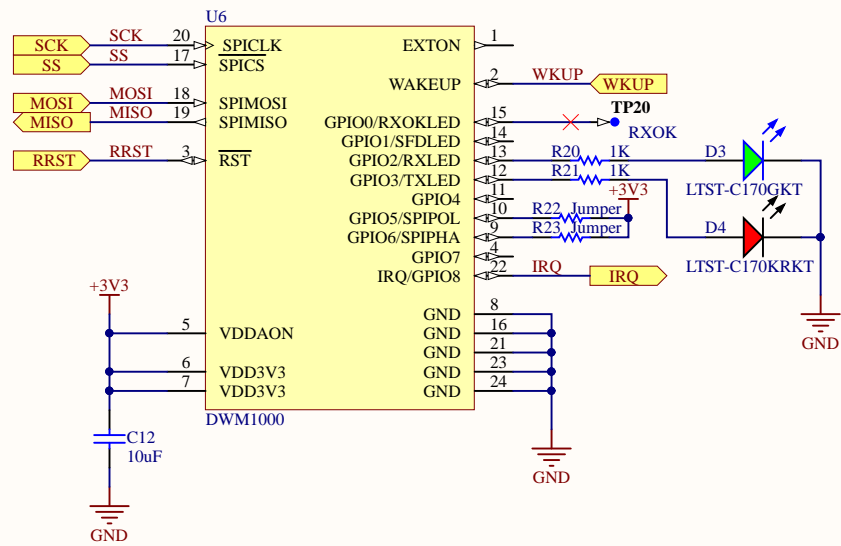 U6
SCK SCK 20 SPICLK EXTON 1
SS SS 17 SPICS
WAKEUP 2 WKUP WKUP
MOSI MOSI 18 SPIMOSI
MISO MISO 19 SPIMISO
GPIO0/RXOKLED 15 TP20
RXOK
GPIO1/SFDLED 14
RRST RRST 3 RST
GPIO2/RXLED 13 R20 1K D3
GPIO3/TXLED 12 R21 1K
LTST-C170GKT
GPIO4 11 +3V3
GPIO5/SPIPOL 10 R22 Jumper
GPIO6/SPIPHA 9 R23 Jumper D4
GPIO7 4
LTST-C170KRKT
IRQ/GPIO8 22 IRQ IRQ
+3V3
GND 8
5 VDDAON GND 16
GND
GND 21
6 VDD3V3 GND 23
7 VDD3V3 GND 24
DWM1000
C12
10uF
GND
GND